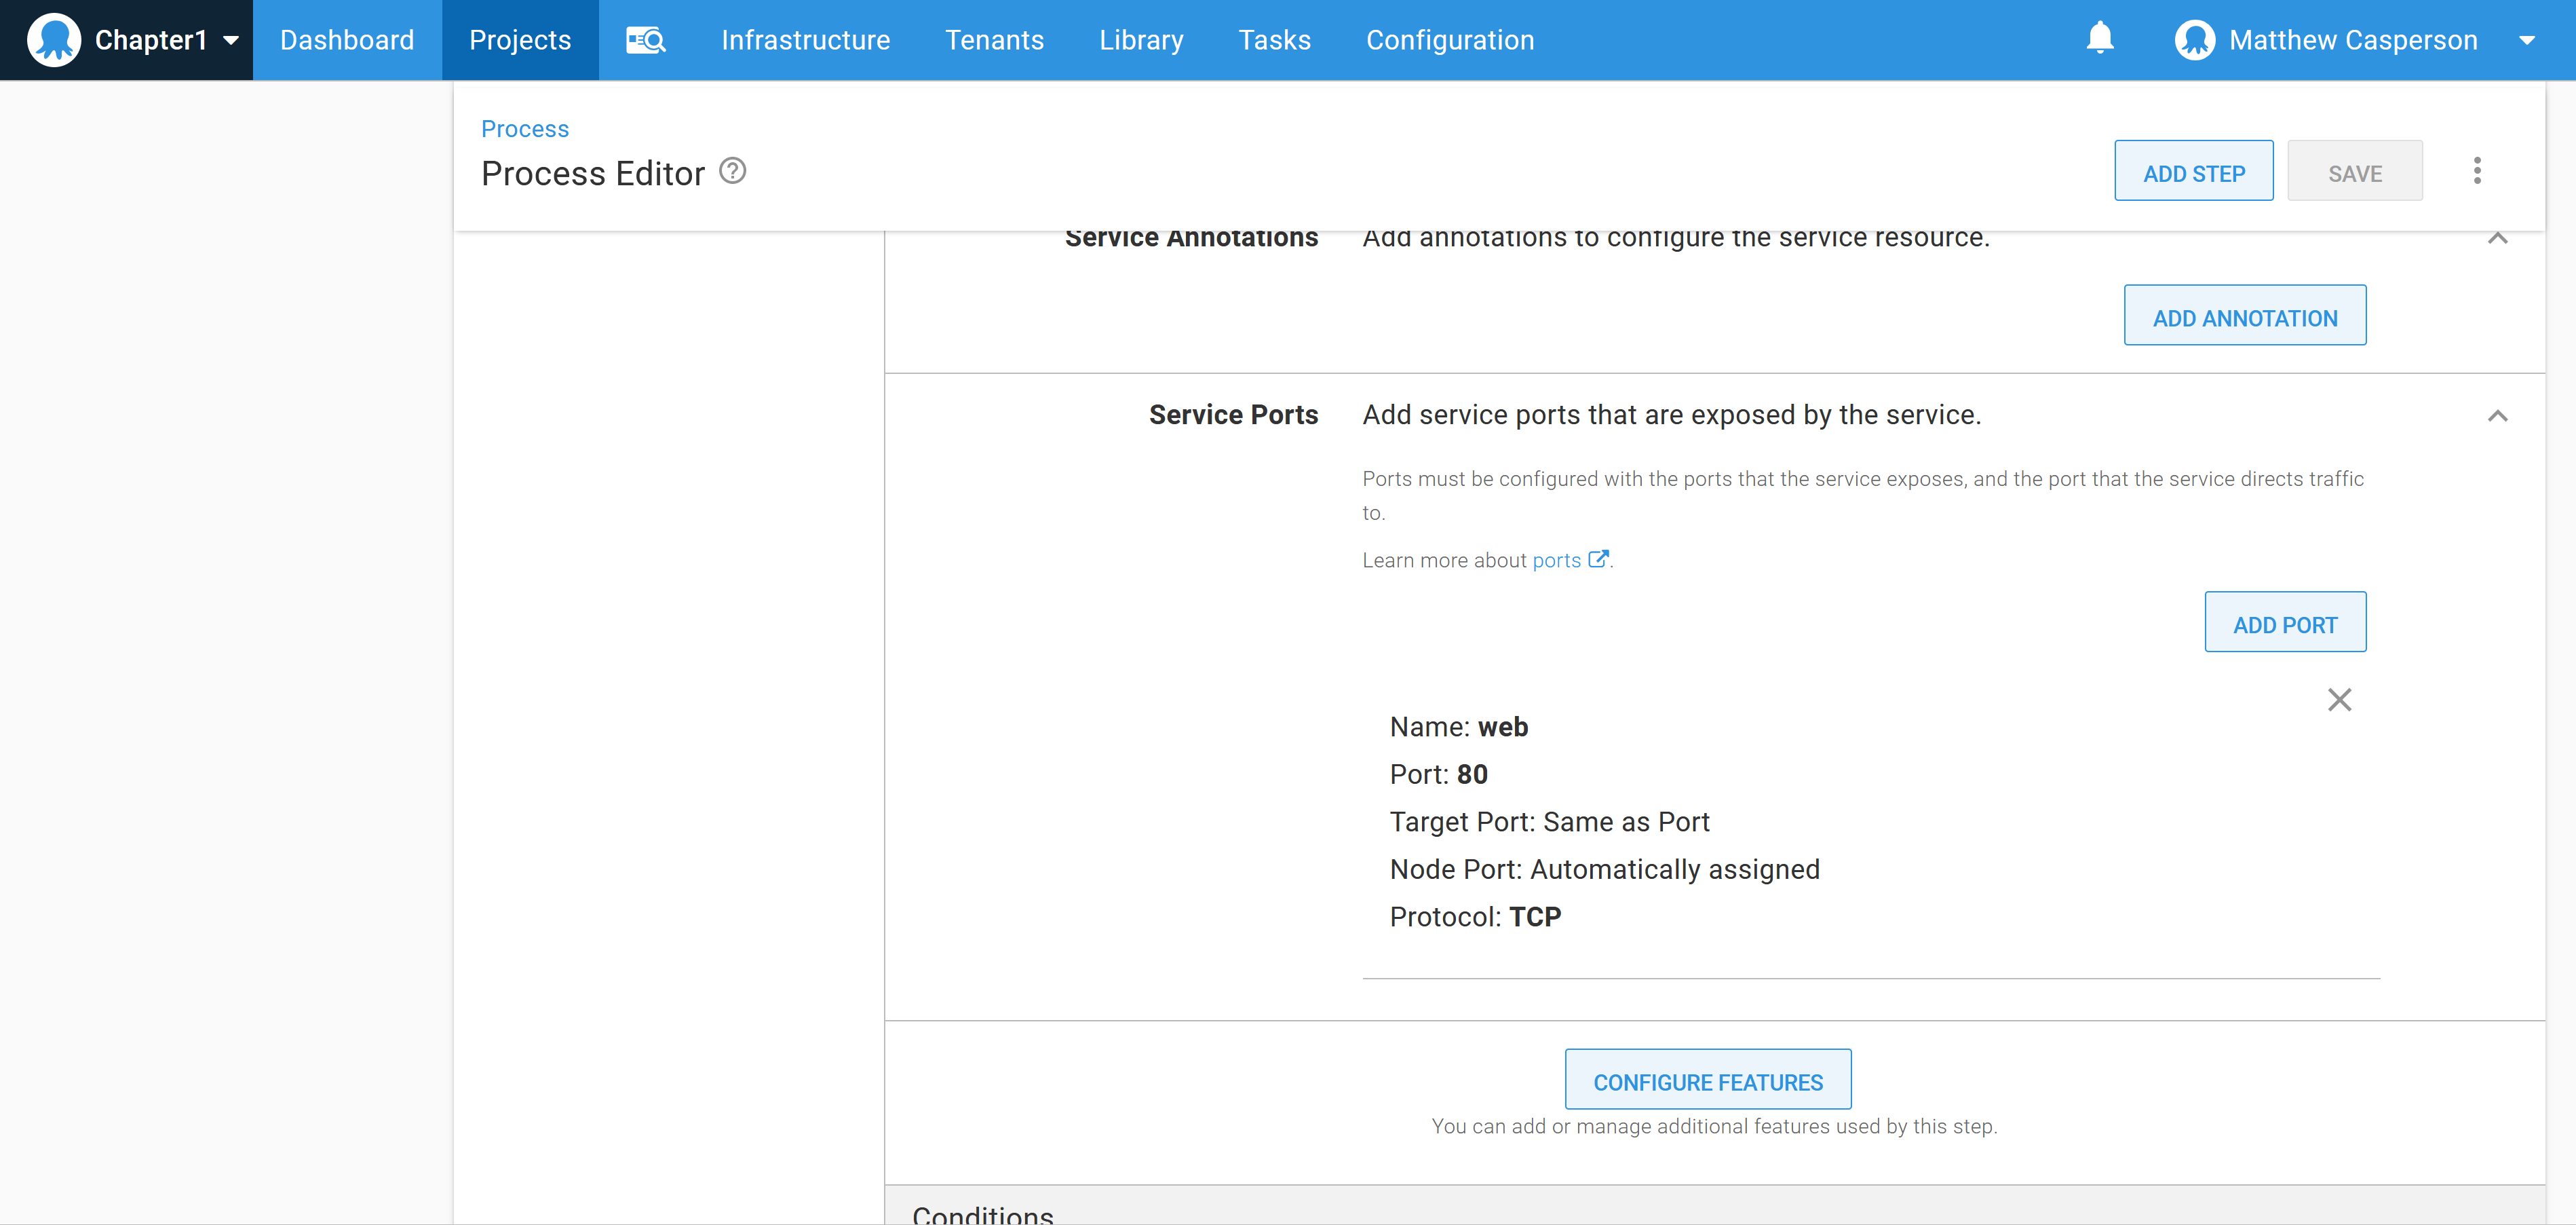 Chapter1 Dashboard Projects Infrastructure Tenants Library Tasks Configuration Matthew Casperson
Process
Process Editor
ADD STEP SAVE
Service Annotations Add annotations to configure the service resource.
ADD ANNOTATION
Service Ports Add service ports that are exposed by the service.
Ports must be configured with the ports that the service exposes, and the port that the service directs traffic
to.
Learn more about ports.
ADD PORT
Name: web
Port: 80
Target Port: Same as Port
Node Port: Automatically assigned
Protocol: TCP
CONFIGURE FEATURES
You can add or manage additional features used by this step.
Conditions